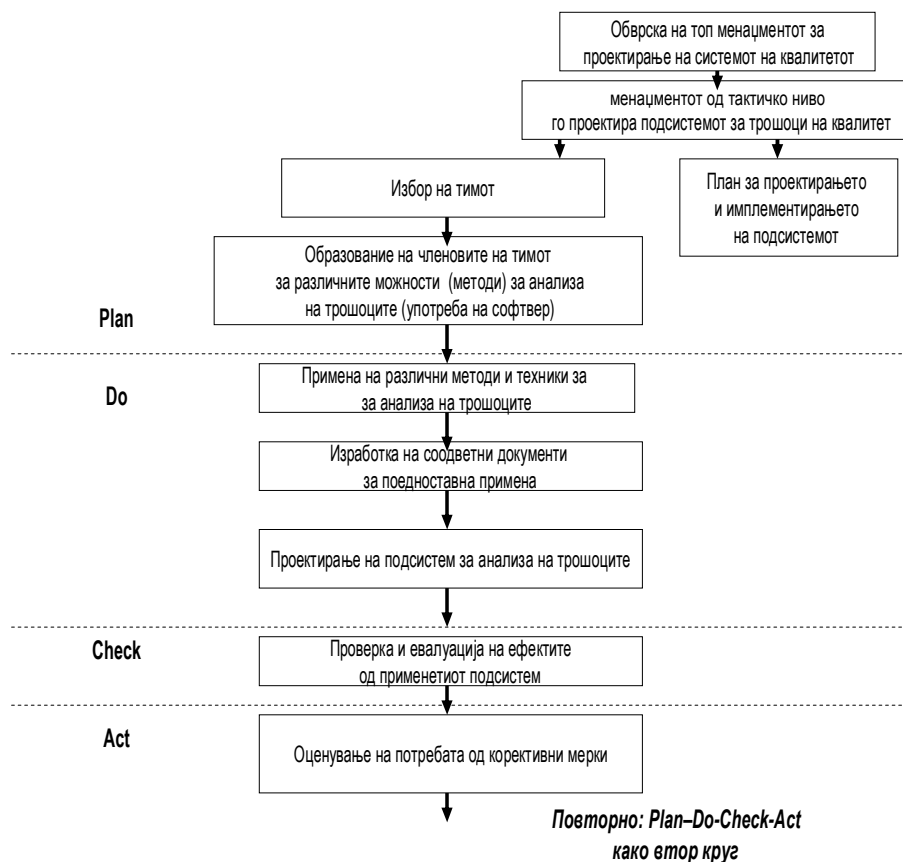 Обврска на топ менаџментот за
проектирање на системот на квалитетот
менаџментот од тактичко ниво
го проектира подсистемот за трошоци на квалитет
Избор на тимот
План за проектирањето
и имплементирањето
на подсистемот
Образование на членовите на тимот
за различните можности (методи) за анализа
на трошоците (употреба на софтвер)
Plan
Do
Примена на различни методи и техники за
за анализа на трошоците
Изработка на соодветни документи
за поедноставна примена
Проектирање на подсистем за анализа на трошоците
Check
Проверка и евалуација на ефектите
од применетиот подсистем
Act
Оценување на потребата од корективни мерки
Повторно: Plan–Do-Check-Act
како втор круг